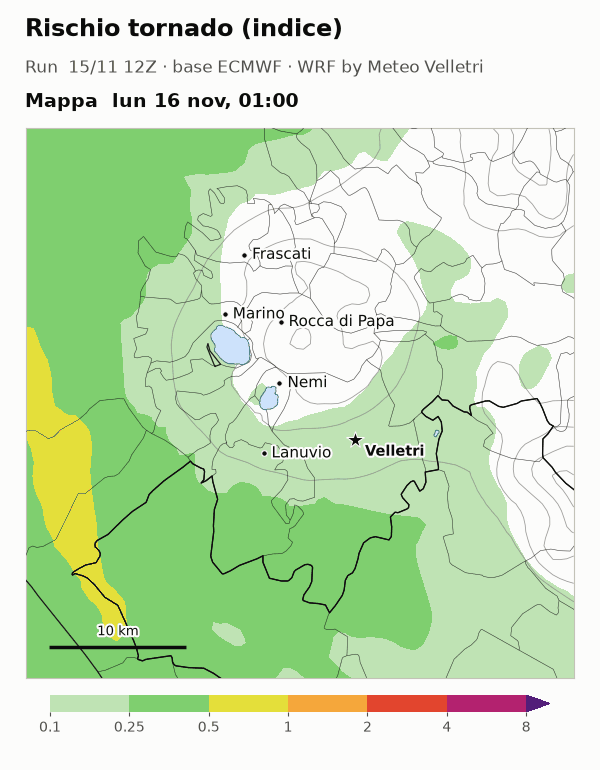 Rischio tornado (indice)
Run  15/11 12Z · base ECMWF · WRF by Meteo Velletri
Mappa  lun 16 nov, 01:00
Frascati
Marino
Rocca di Papa
Nemi
Velletri
Lanuvio
10 km
0.1 0.25 0.5 1 2 4 8